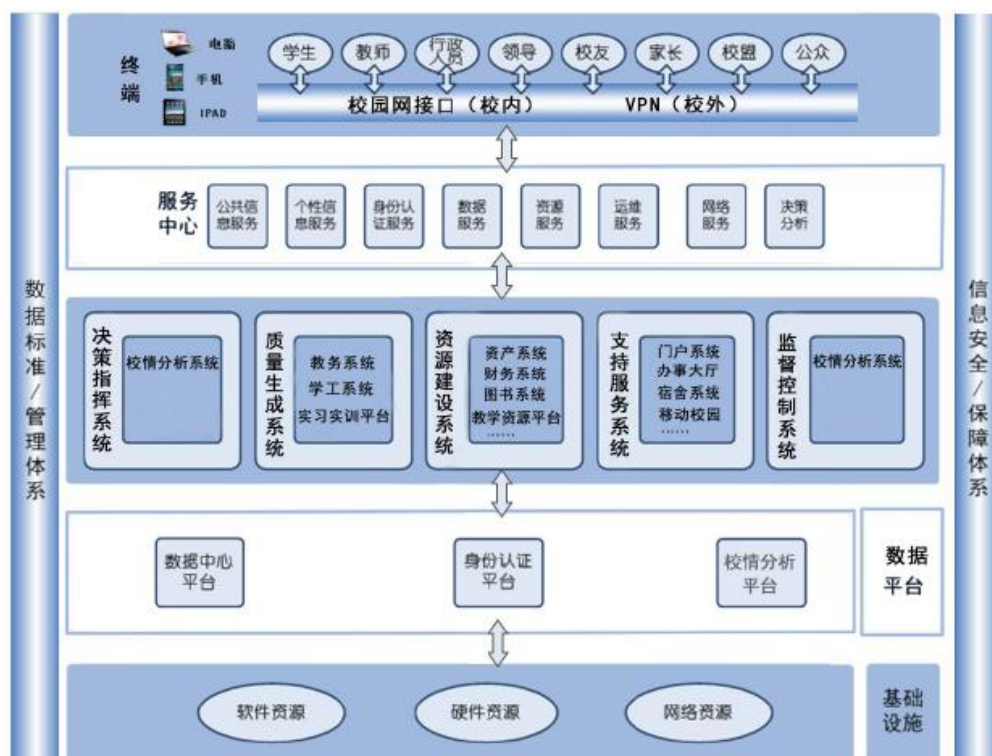 终端
电脑
手机
IPAD
学生 教师 行政人员 领导 校友 家长 校盟 公众
校园网接口（校内） VPN（校外）
服务中心
公共信息服务
个性信息服务
身份认证服务
数据服务
资源服务
运维服务
网络服务
决策分析
数据标准/管理体系
信息安全/保障体系
决策指挥系统
校情分析系统
质量生成系统
教务系统
学工系统
实习实训平台
资源建设系统
资产系统
财务系统
图书系统
教学资源平台
……
支持服务系统
门户系统
办事大厅
宿舍系统
移动校园
……
监督控制系统
校情分析系统
数据中心平台
身份认证平台
校情分析平台
数据平台
软件资源 硬件资源 网络资源
基础设施